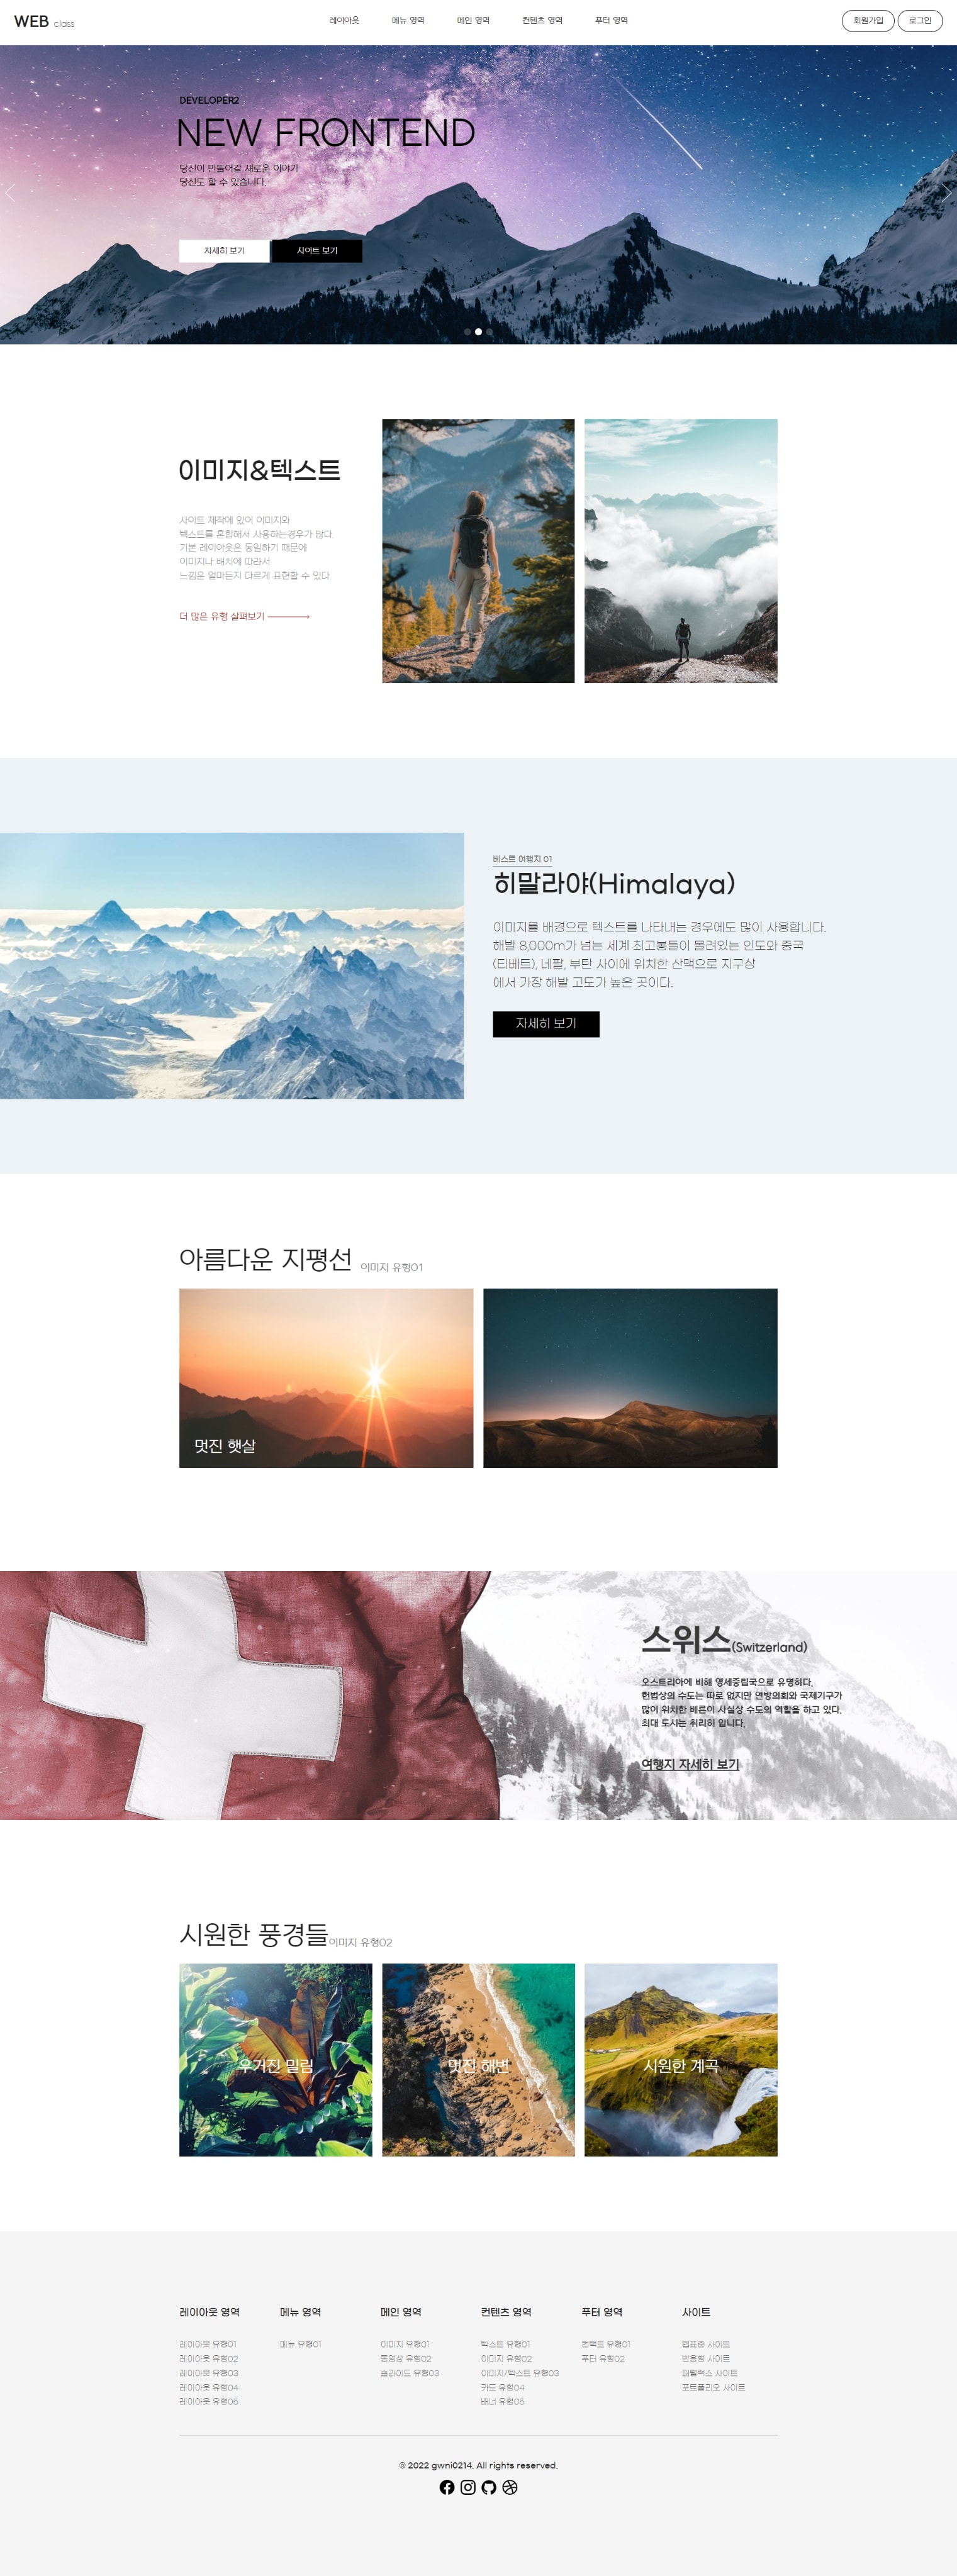 WEB class
레이아웃
메뉴 영역
메인 영역
컨텐츠 영역
푸터 영역
회원가입
로그인
DEVELOPER2
NEW FRONTEND
당신이 만들어갈 새로운 이야기
당신도 할 수 있습니다.
자세히 보기
사이트 보기
이미지&텍스트
사이트 제작에 있어 이미지와
텍스트를 혼합해서 사용하는경우가 많다.
기본 레이아웃은 동일하기 때문에
이미지나 배치에 따라서
느낌은 얼마든지 다르게 표현할 수 있다.
더 많은 유형 살펴보기
베스트 여행지 01
히말라야(Himalaya)
이미지를 배경으로 텍스트를 나타내는 경우에도 많이 사용합니다.
해발 8,000m가 넘는 세계 최고봉들이 몰려있는 인도와 중국
(티베트), 네팔, 부탄 사이에 위치한 산맥으로 지구상
에서 가장 해발 고도가 높은 곳이다.
자세히 보기
아름다운 지평선 이미지 유형01
멋진 햇살
스위스(Switzerland)
오스트리아에 비해 영세중립국으로 유명하다.
헌법상의 수도는 따로 없지만 연방의회와 국제기구가
많이 위치한 베른이 사실상 수도의 역할을 하고 있다.
최대 도시는 취리히 입니다.
여행지 자세히 보기
시원한 풍경들이미지 유형02
우거진 밀림
멋진 해변
시원한 계곡
레이아웃 영역
레이아웃 유형01
레이아웃 유형02
레이아웃 유형03
레이아웃 유형04
레이아웃 유형05
메뉴 영역
메뉴 유형01
메인 영역
이미지 유형01
동영상 유형02
슬라이드 유형03
컨텐츠 영역
텍스트 유형01
이미지 유형02
이미지/텍스트 유형03
카드 유형04
배너 유형05
푸터 영역
컨택트 유형01
푸터 유형02
사이트
웹표준 사이트
반응형 사이트
패럴랙스 사이트
포트폴리오 사이트
© 2022 gwni0214. All rights reserved.